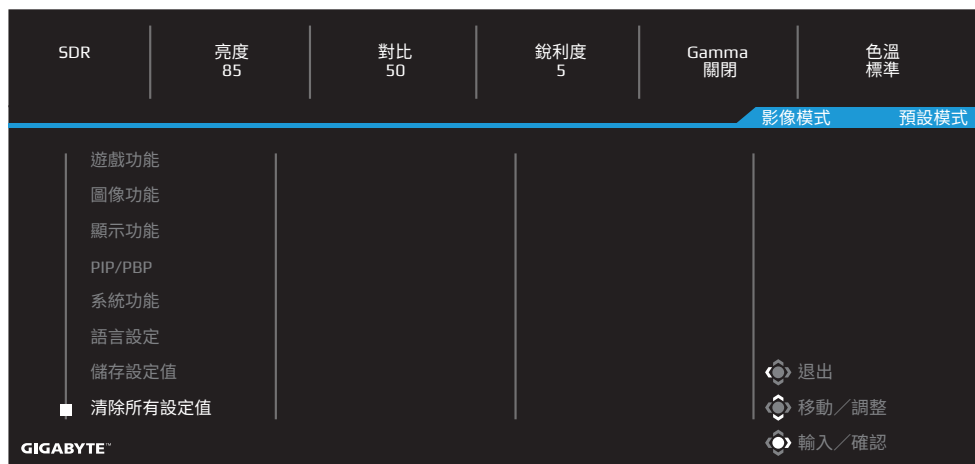 SDR
亮度
85
對比
50
銳利度
5
Gamma
關閉
色溫
標準
影像模式 預設模式
遊戲功能
圖像功能
顯示功能
PIP/PBP
系統功能
語言設定
儲存設定值
清除所有設定值
退出
移動／調整
輸入／確認
GIGABYTE™